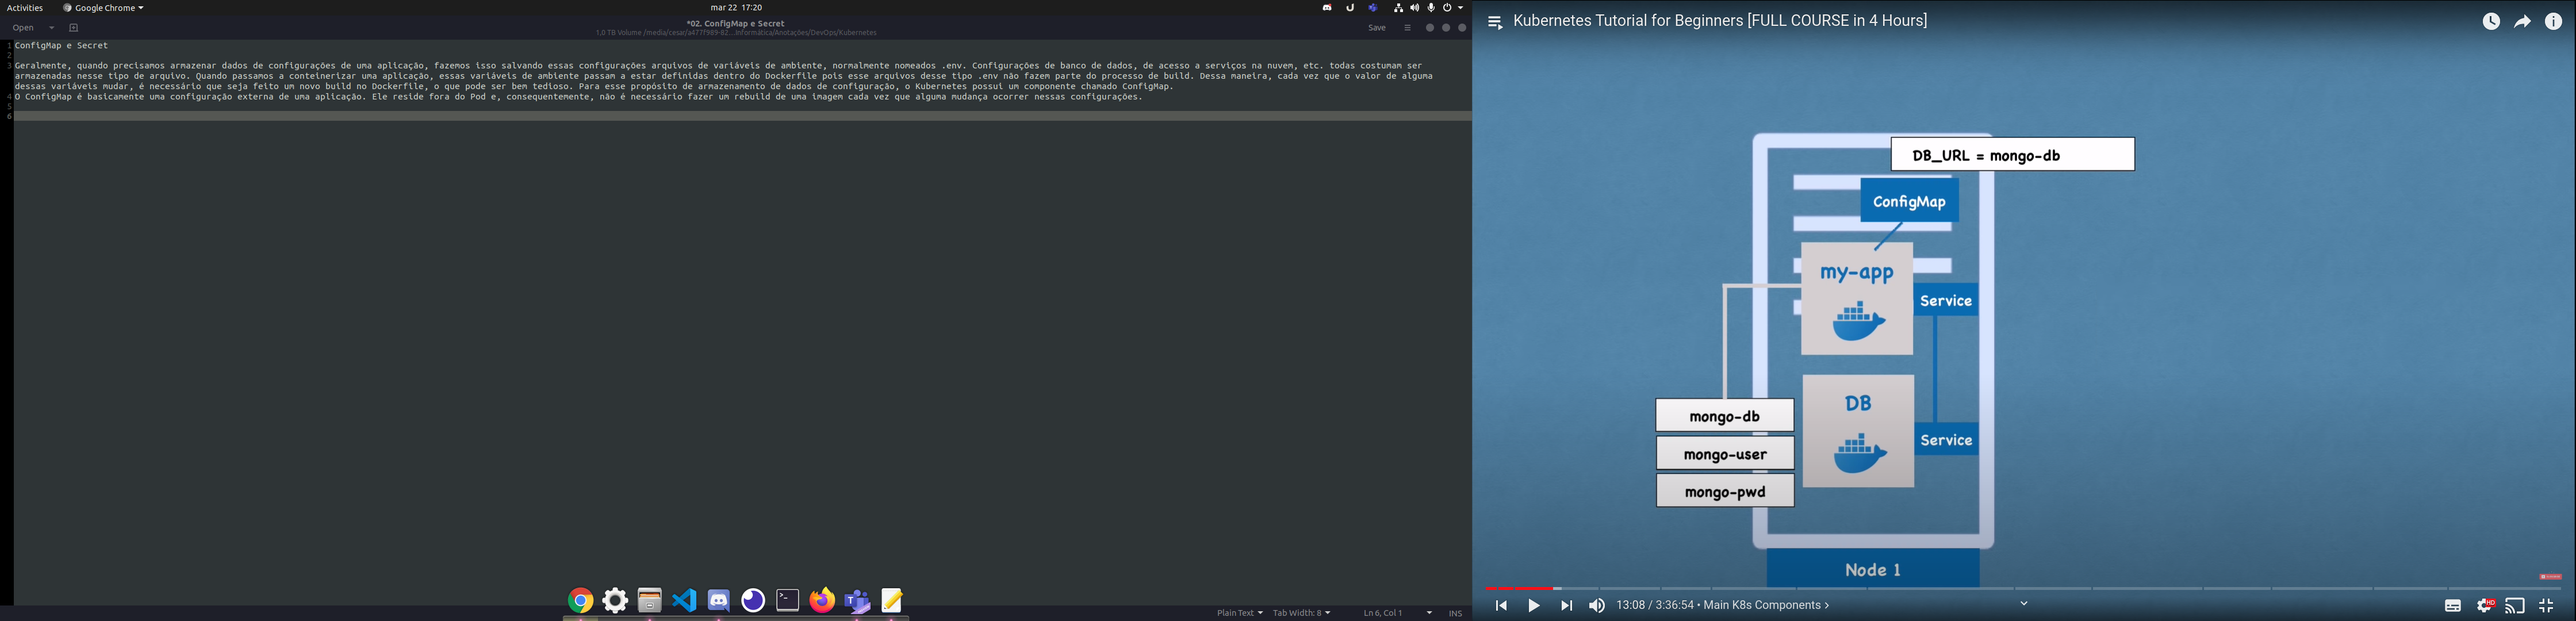 Activities
Google Chrome
mar 22 17:20
Open
*02. ConfigMap e Secret
1,0 TB Volume /media/cesar/a477f989-82...Informática/Anotações/DevOps/Kubernetes
Save
1 ConfigMap e Secret
2
3 Geralmente, quando precisamos armazenar dados de configurações de uma aplicação, fazemos isso salvando essas configurações arquivos de variáveis de ambiente, normalmente nomeados .env. Configurações de banco de dados, de acesso a serviços na nuvem, etc. todas costumam ser
armazenadas nesse tipo de arquivo. Quando passamos a conteinerizar uma aplicação, essas variáveis de ambiente passam a estar definidas dentro do Dockerfile pois esse arquivos desse tipo .env não fazem parte do processo de build. Dessa maneira, cada vez que o valor de alguma
dessas variáveis mudar, é necessário que seja feito um novo build no Dockerfile, o que pode ser bem tedioso. Para esse propósito de armazenamento de dados de configuração, o Kubernetes possui um componente chamado ConfigMap.
4 O ConfigMap é basicamente uma configuração externa de uma aplicação. Ele reside fora do Pod e, consequentemente, não é necessário fazer um rebuild de uma imagem cada vez que alguma mudança ocorrer nessas configurações.
5
6
Plain Text
Tab Width: 8
Ln 6, Col 1
INS
Kubernetes Tutorial for Beginners [FULL COURSE in 4 Hours]
DB_URL = mongo-db
ConfigMap
my-app
Service
DB
mongo-db
Service
mongo-user
mongo-pwd
Node 1
13:08 / 3:36:54 • Main K8s Components
HD